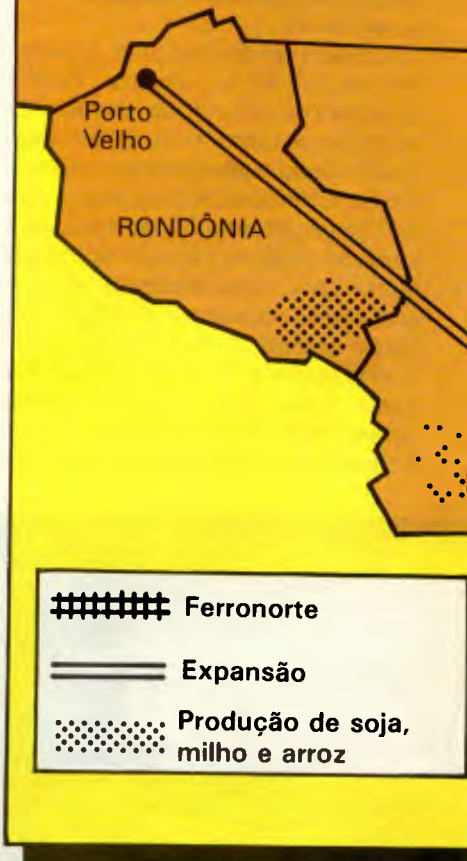 Porto
Velho
RONDÔNIA
Ferronorte
Expansão
Produção de soja,
milho e arroz